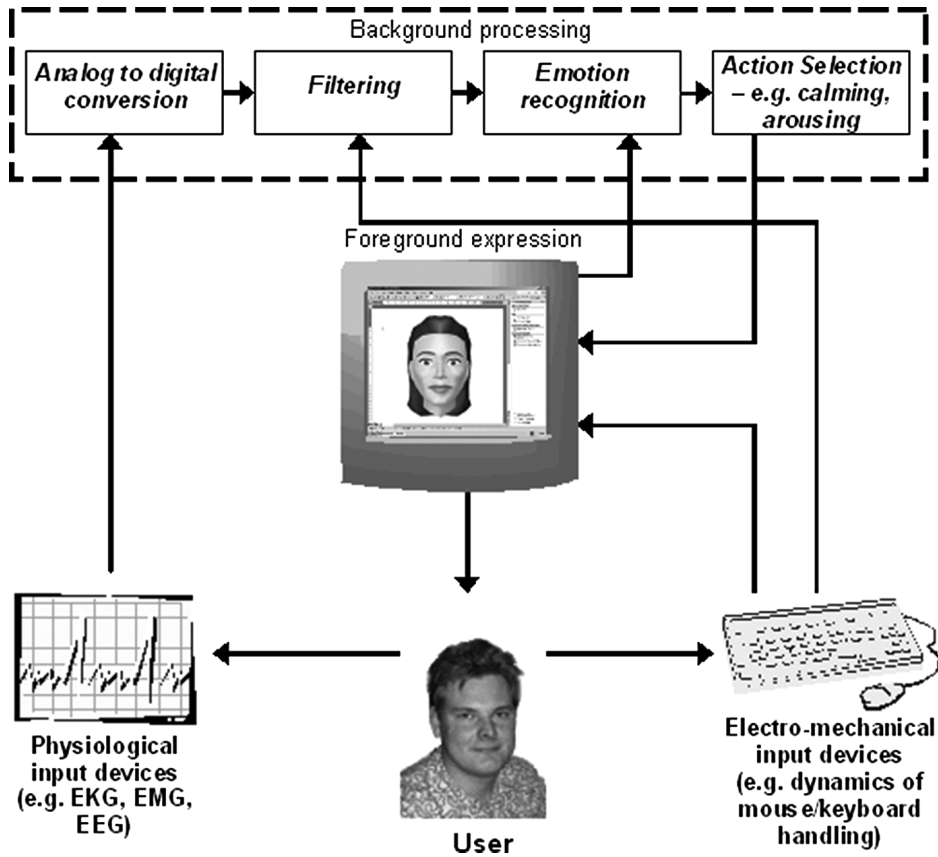 Background processing
Analog to digital
conversion
Filtering
Emotion
recognition
Action Selection
– e.g. calming,
arousing
Foreground expression
Physiological
input devices
(e.g. EKG, EMG,
EEG)
User
Electro-mechanical
input devices
(e.g. dynamics of
mouse/keyboard
handling)